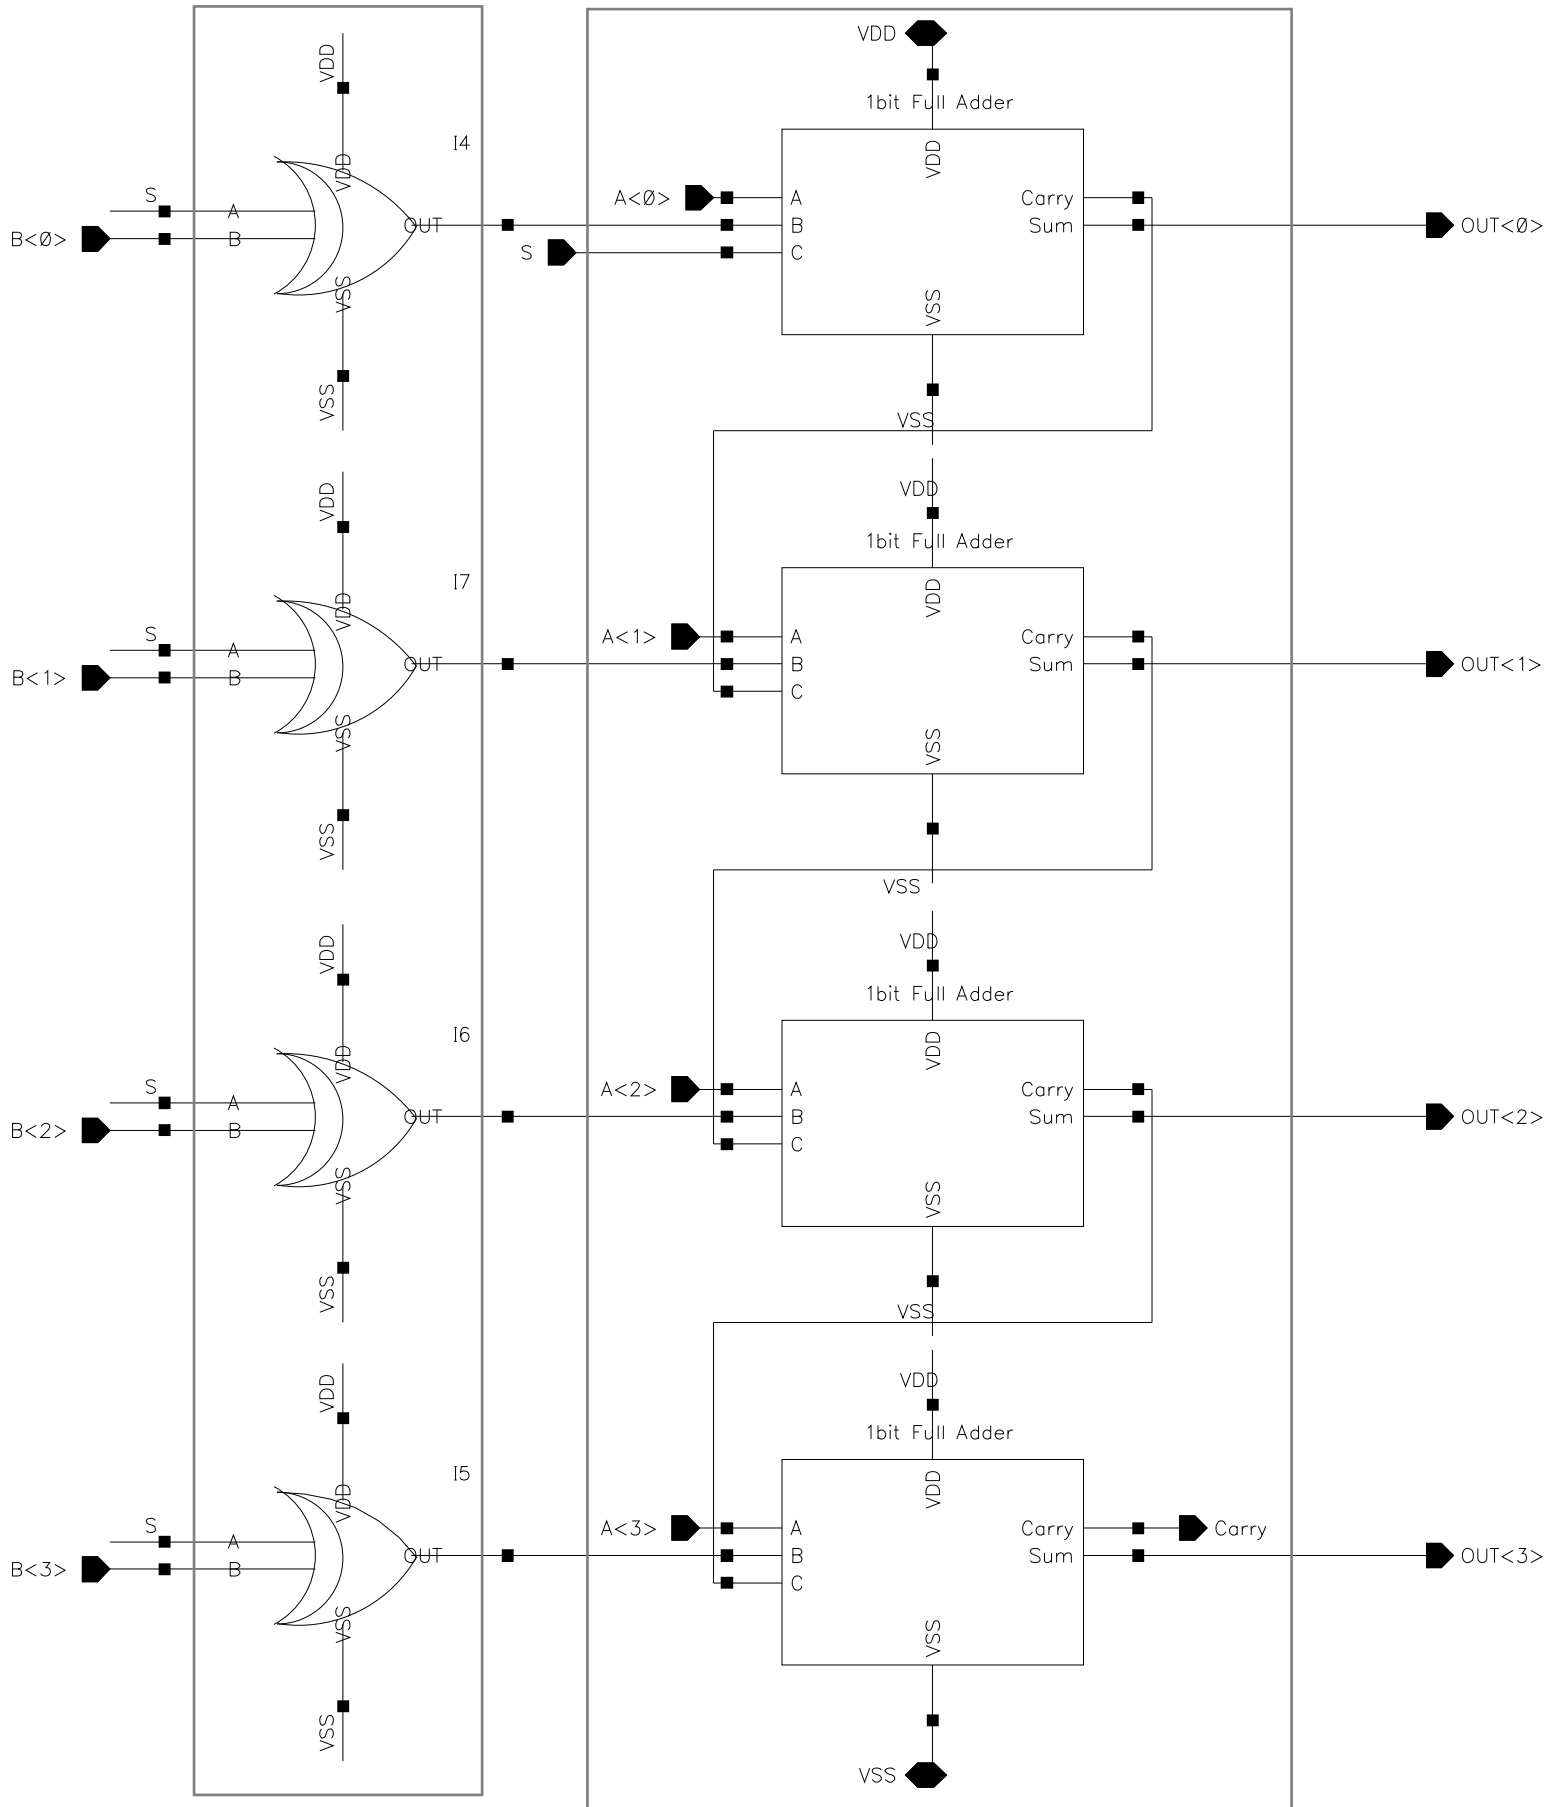 VDD
VDD
1bit Full Adder
I4
VDD
VDD
S
A
B<0>
B
OUT
VSS
VSS
A<0>
A
Carry
B
Sum
OUT<0>
S
C
VSS
VSS
VDD
VDD
1bit Full Adder
I7
VDD
VDD
S
A
B<1>
B
OUT
VSS
VSS
A<1>
A
Carry
B
Sum
OUT<1>
C
VSS
VSS
VDD
VDD
1bit Full Adder
I6
VDD
VDD
S
A
B<2>
B
OUT
VSS
VSS
A<2>
A
Carry
B
Sum
OUT<2>
C
VSS
VSS
VDD
VDD
1bit Full Adder
I5
VDD
VDD
S
A
B<3>
B
OUT
VSS
VSS
A<3>
A
Carry
Carry
B
Sum
OUT<3>
C
VSS
VSS